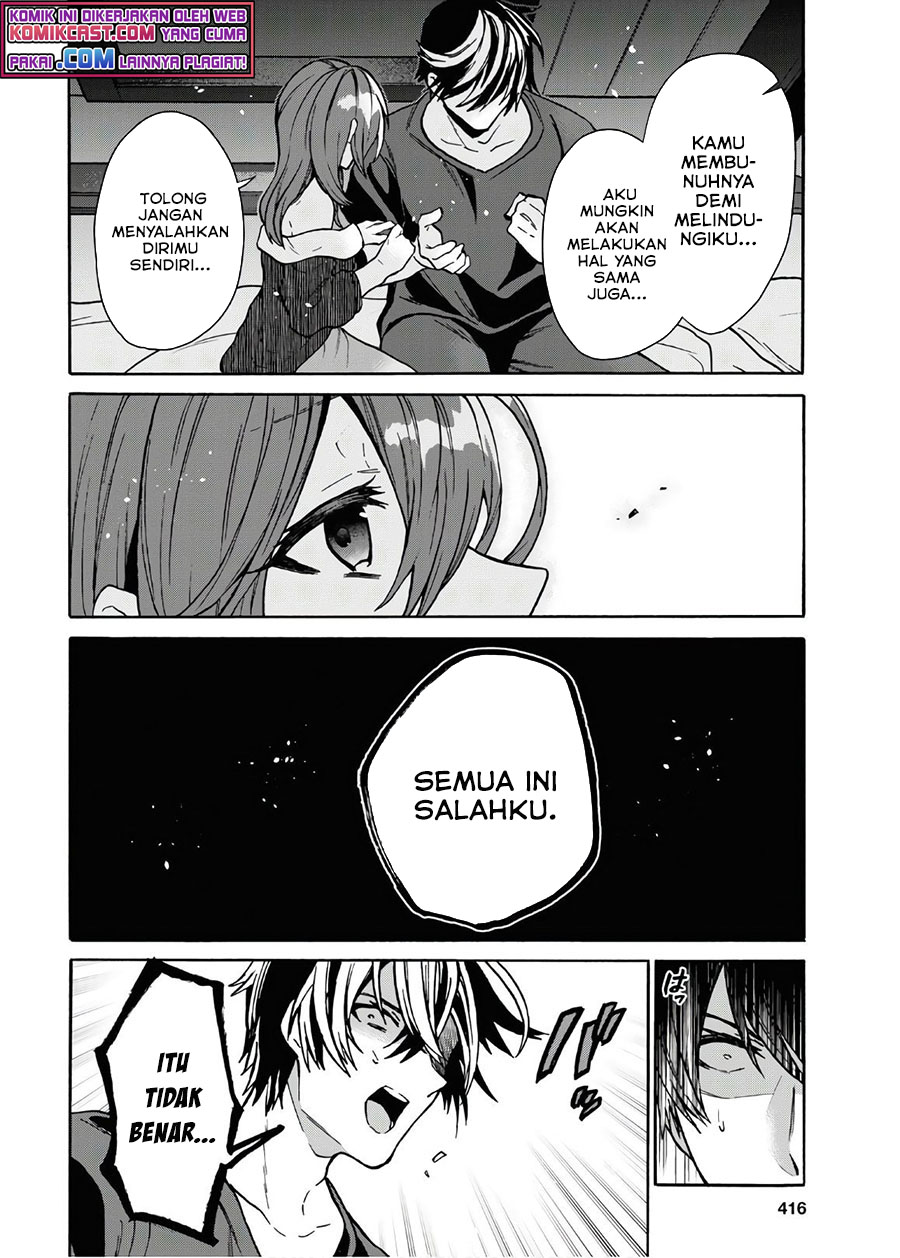 KOMIK INI DIKERJAKAN OLEH WEB
KOMIKCAST.COM YANG CUMA
PAKAI .COM LAINNYA PLAGIAT!
KAMU
MEMBU-
NUHNYA
DEMI
MELINDU-
NGIKU...
AKU
MUNGKIN
AKAN
MELAKUKAN
HAL YANG
SAMA
JUGA...
TOLONG
JANGAN
MENYALAHKAN
DIRIMU
SENDIRI...
SEMUA INI
SALAHKU.
はっ
ITU
TIDAK
BENAR...
416